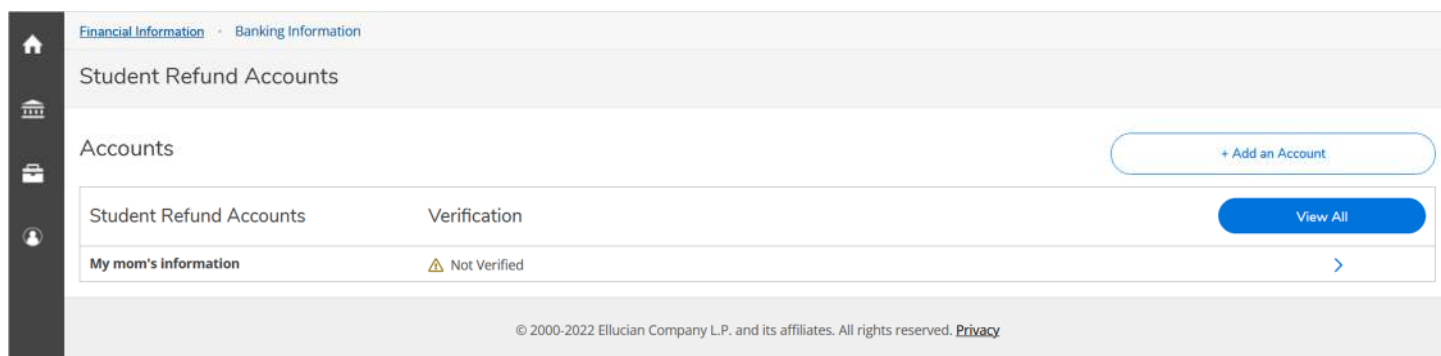 Financial Information · Banking Information
Student Refund Accounts
Accounts
+ Add an Account
Student Refund Accounts Verification View All
My mom's information Not Verified
© 2000-2022 Ellucian Company L.P. and its affiliates. All rights reserved. Privacy